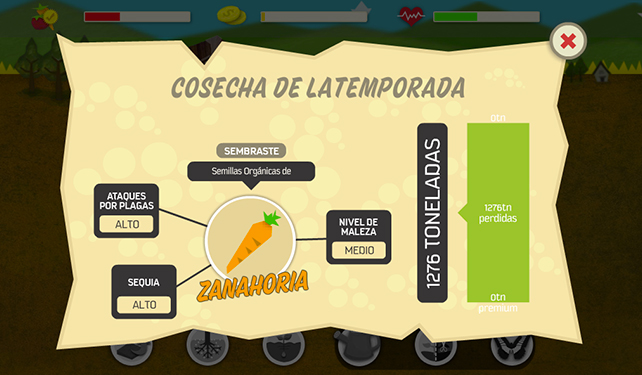 COSECHA DE LATEMPORADA
SEMBRASTE
Semillas Orgánicas de
ATAQUES
POR PLAGAS
ALTO
SEQUIA
ALTO
ZANAHORIA
NIVEL DE
MALEZA
MEDIO
1276 TONELADAS
0tn
1276tn
perdidas
0tn
premium